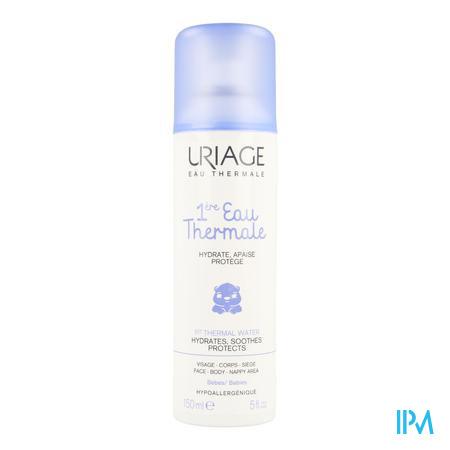 URIAGE
EAU THERMALE
1ère Eau
Thermale
HYDRATE, APAISE
PROTÈGE
1ST THERMAL WATER
HYDRATES, SOOTHES
PROTECTS
VISAGE - CORPS - SIÈGE
FACE - BODY - NAPPY AREA
Bébés/ Babies
HYPOALLERGÉNIQUE
150 ml e 5 fl.oz
IPM